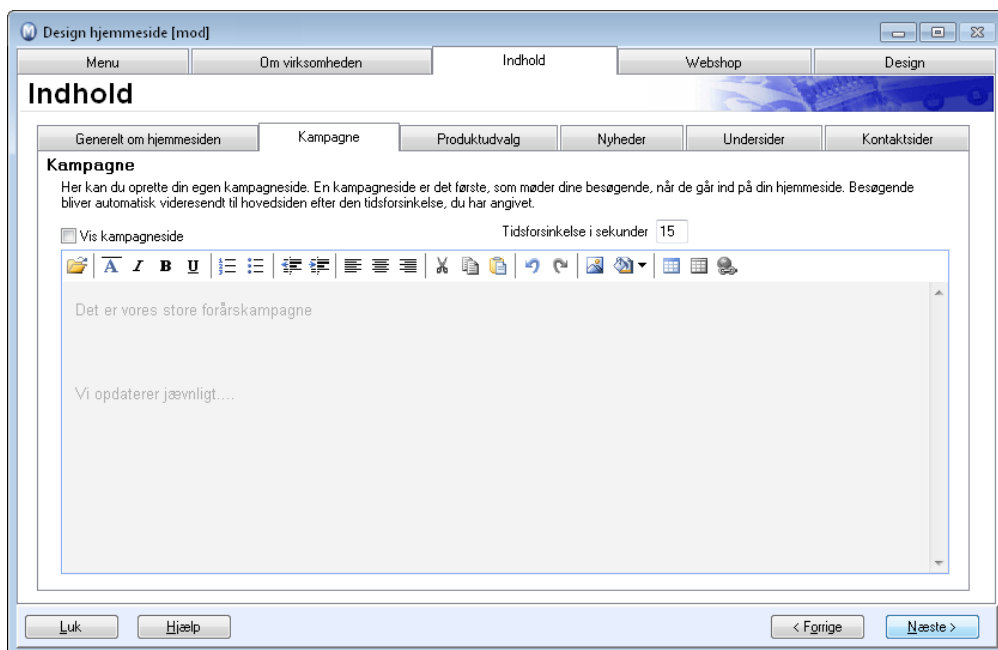 Design hjemmeside [mod]
Menu Om virksomheden Indhold Webshop Design
Indhold
Generelt om hjemmesiden Kampagne Produktudvalg Nyheder Undersider Kontaktsider
Kampagne
Her kan du oprette din egen kampagneside. En kampagneside er det første, som møder dine besøgende, når de går ind på din hjemmeside. Besøgende
bliver automatisk videresendt til hovedsiden efter den tidsforsinkelse, du har angivet.
Vis kampagneside Tidsforsinkelse i sekunder 15
A I B U
Det er vores store forårskampagne
Vi opdaterer jævnligt....
Luk Hjælp < Forrige Næste >